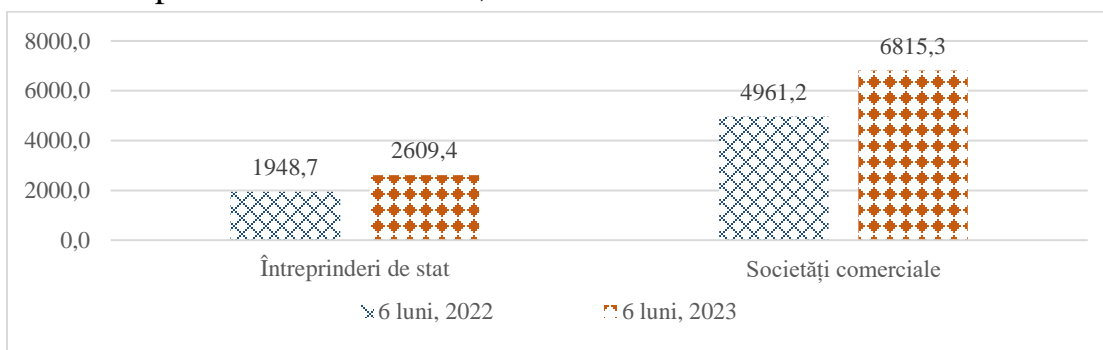 8000,0
6000,0
4000,0
2000,0
0,0
1948,7
2609,4
4961,2
6815,3
Întreprinderi de stat
Societăți comerciale
6 luni, 2022
6 luni, 2023